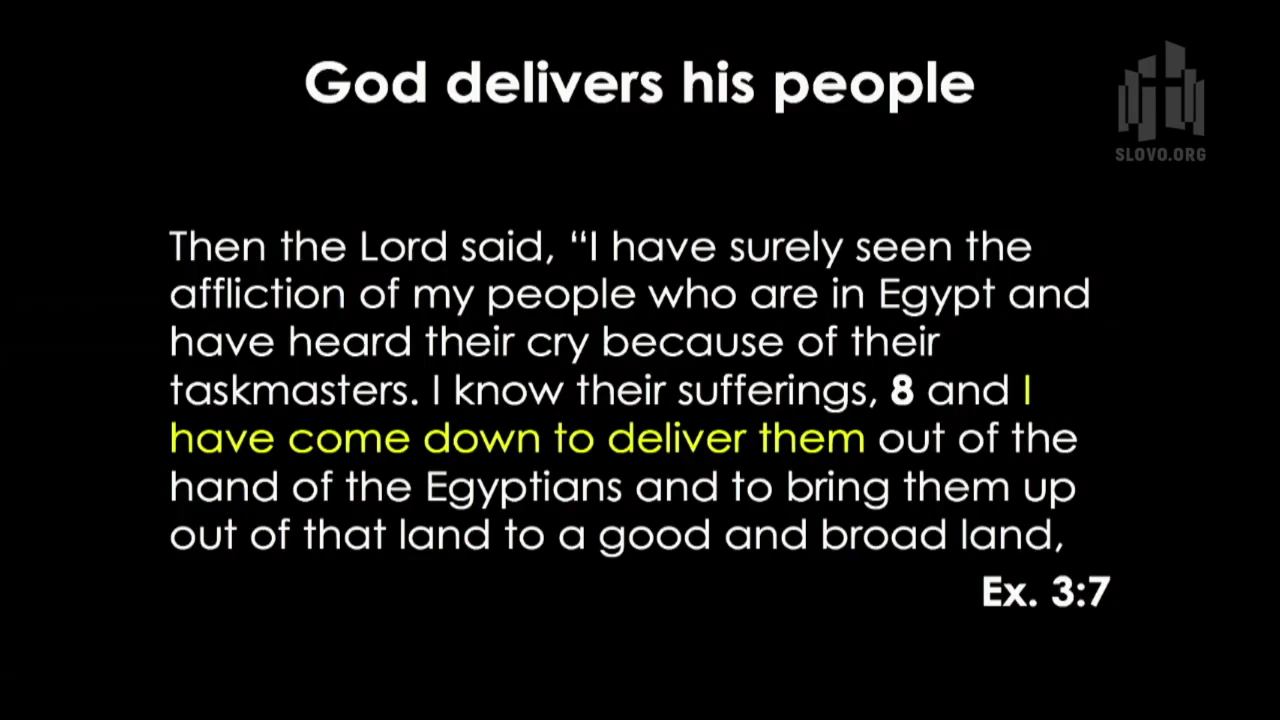 God delivers his people
SLOVO.ORG
Then the Lord said, “I have surely seen the
affliction of my people who are in Egypt and
have heard their cry because of their
taskmasters. I know their sufferings, 8 and I
have come down to deliver them out of the
hand of the Egyptians and to bring them up
out of that land to a good and broad land,
Ex. 3:7